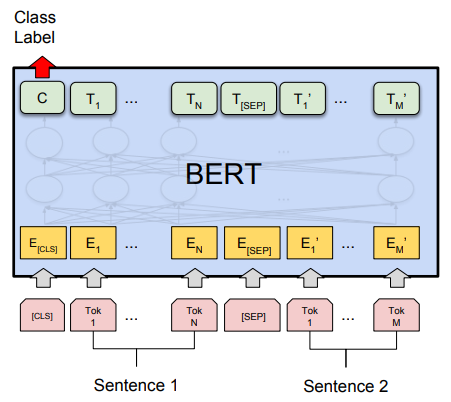 Class
Label
C T1 ... TN T[SEP] T1' ... TM'
...
BERT
...
E[CLS] E1 ... EN E[SEP] E1' ... EM'
[CLS] Tok 1 ... Tok N [SEP] Tok 1 ... Tok M
Sentence 1 Sentence 2